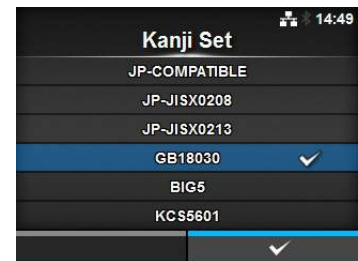 14:49
Kanji Set
JP-COMPATIBLE
JP-JISX0208
JP-JISX0213
GB18030
BIG5
KCS5601